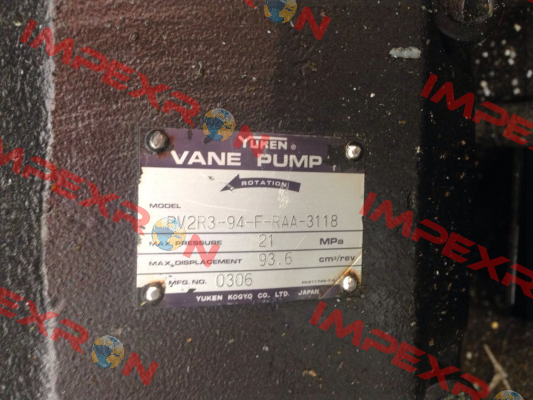 YUKEN ®
VANE PUMP
ROTATION
MODEL
PV2R3-94-F-RAA-3118
MAX. PRESSURE 21 MPa
MAX. DISPLACEMENT 93.6 cm³/rev
MFG. NO. 0306
YUKEN KOGYO CO. LTD. JAPAN
IMPEXRON
IMPEXRON
IMPEXRON
IMPEXRON